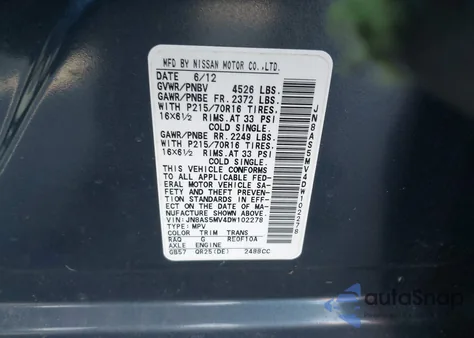 MFD BY NISSAN MOTOR CO.,LTD.
DATE 6/12
GVWR/PNBV 4526 LBS.
GAWR/PNBE FR. 2372 LBS.
WITH P215/70R16 TIRES,
16X6½ RIMS,AT 33 PSI
COLD SINGLE.
GAWR/PNBE RR. 2249 LBS.
WITH P215/70R16 TIRES,
16X6½ RIMS,AT 33 PSI
COLD SINGLE.
THIS VEHICLE CONFORMS
TO ALL APPLICABLE FED-
ERAL MOTOR VEHICLE SA-
FETY AND THEFT PREVEN-
TION STANDARDS IN EFF-
ECT ON THE DATE OF MA-
NUFACTURE SHOWN ABOVE.
VIN:JN8AS5MV4DW102278
TYPE:MPV
COLOR TRIM TRANS
RAQ G RE0F10A
AXLE ENGINE
GB57 QR25(DE) 2488CC
JN8AS5MV4DW102278
autoSnap